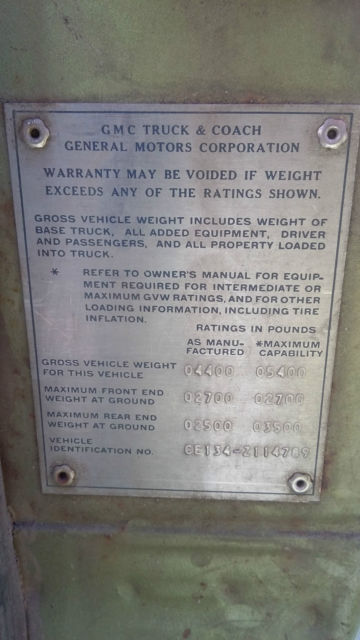 GMC TRUCK & COACH
GENERAL MOTORS CORPORATION
WARRANTY MAY BE VOIDED IF WEIGHT
EXCEEDS ANY OF THE RATINGS SHOWN.
GROSS VEHICLE WEIGHT INCLUDES WEIGHT OF
BASE TRUCK, ALL ADDED EQUIPMENT, DRIVER
AND PASSENGERS, AND ALL PROPERTY LOADED
INTO TRUCK.
* REFER TO OWNER'S MANUAL FOR EQUIP-
MENT REQUIRED FOR INTERMEDIATE OR
MAXIMUM GVW RATINGS, AND FOR OTHER
LOADING INFORMATION, INCLUDING TIRE
INFLATION.
RATINGS IN POUNDS
AS MANU- *MAXIMUM
FACTURED CAPABILITY
GROSS VEHICLE WEIGHT
FOR THIS VEHICLE 04400 05400
MAXIMUM FRONT END
WEIGHT AT GROUND 02700 02700
MAXIMUM REAR END
WEIGHT AT GROUND 02500 03500
VEHICLE
IDENTIFICATION NO. CE134-2114789